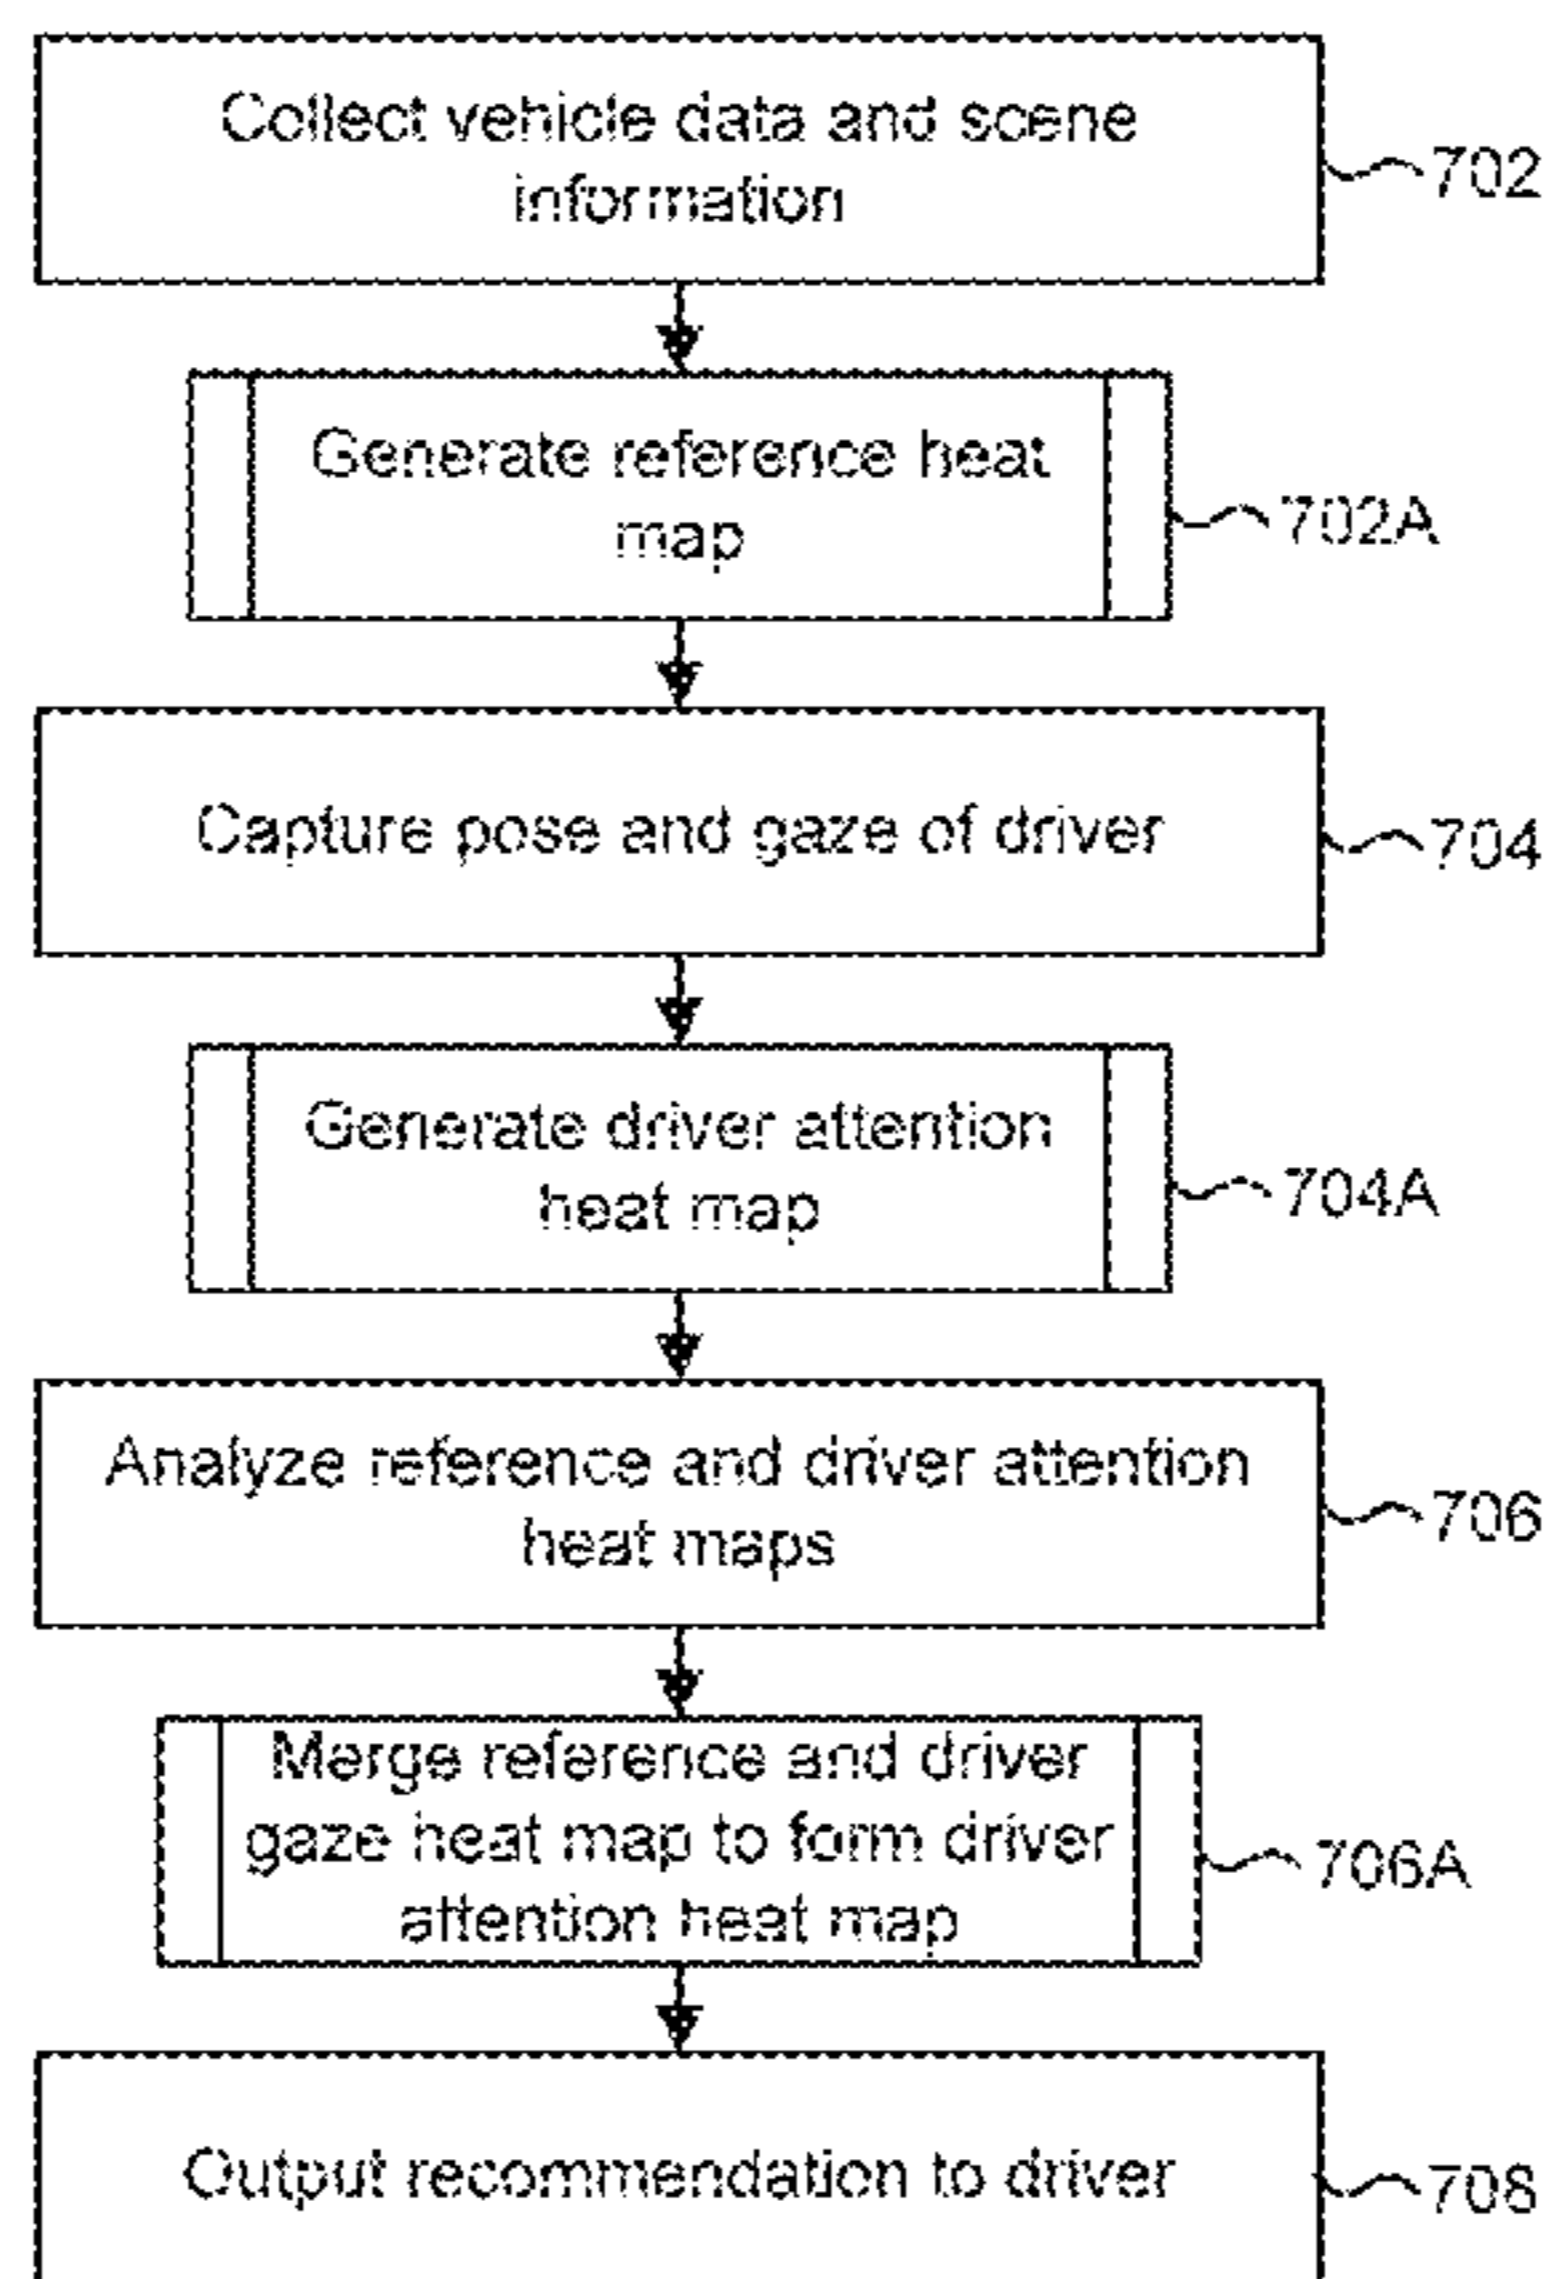 Collect vehicle data and scene
information
702
Generate reference heat
map
702A
Capture pose and gaze of driver
704
Generate driver attention
heat map
704A
Analyze reference and driver attention
heat maps
706
Merge reference and driver
gaze heat map to form driver
attention heat map
706A
Output recommendation to driver
708